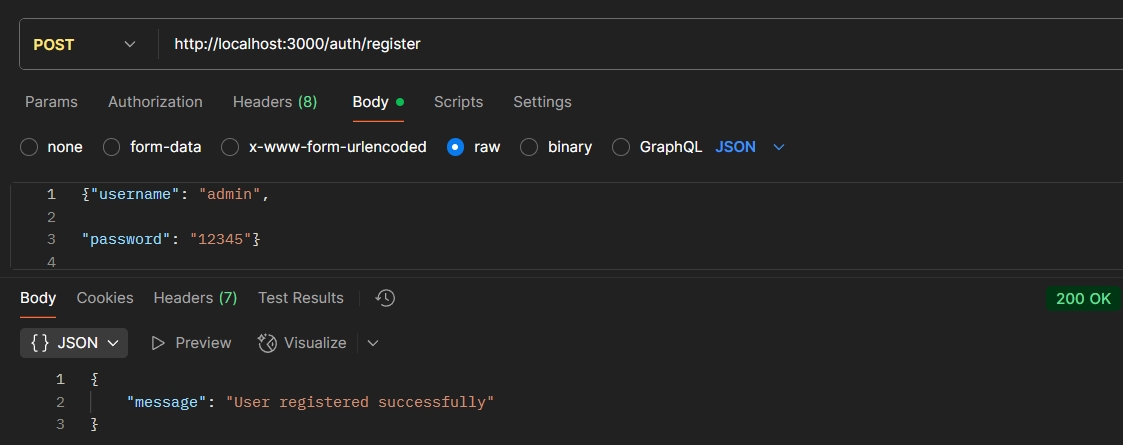 POST http://localhost:3000/auth/register
Params Authorization Headers (8) Body Scripts Settings
none form-data x-www-form-urlencoded raw binary GraphQL JSON
1 {"username": "admin",
2
3 "password": "12345"}
4
Body Cookies Headers (7) Test Results 200 OK
{} JSON Preview Visualize
1 {
2 "message": "User registered successfully"
3 }